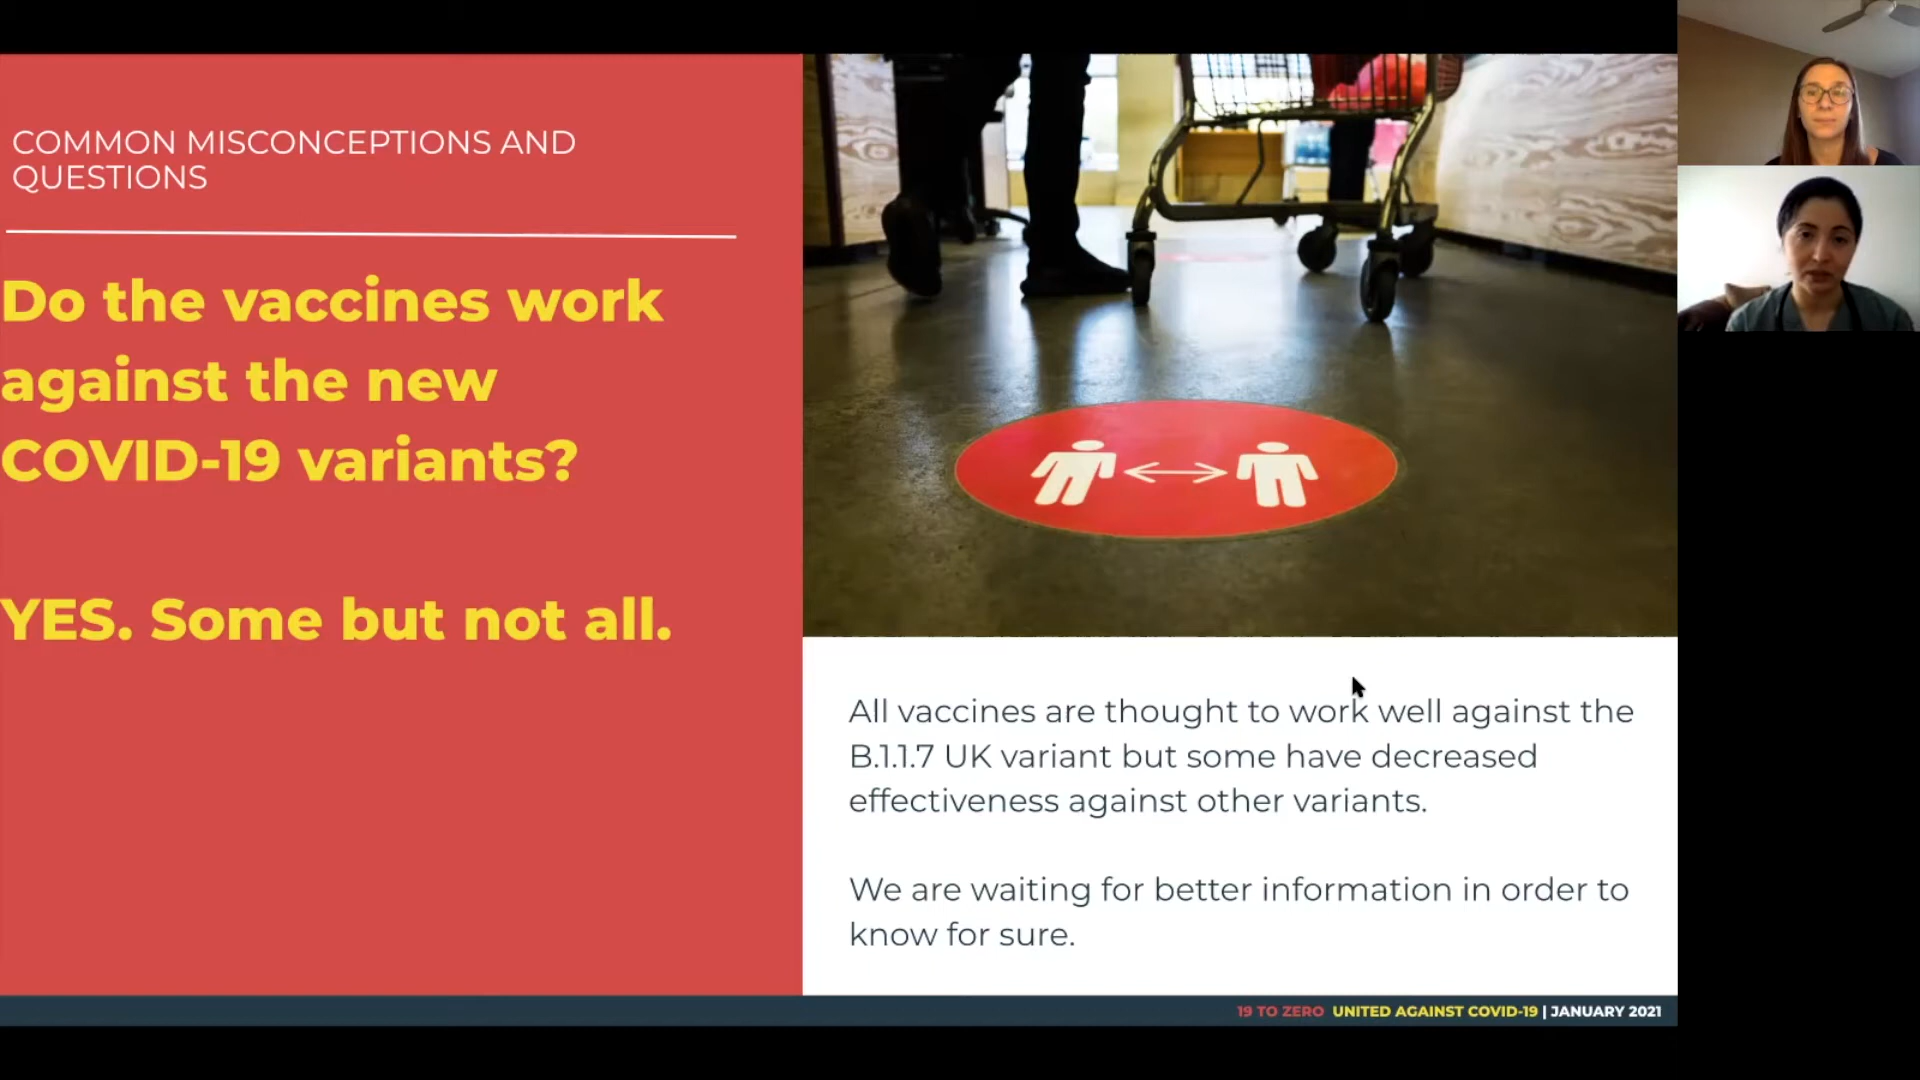 COMMON MISCONCEPTIONS AND
QUESTIONS
Do the vaccines work
against the new
COVID-19 variants?
YES. Some but not all.
All vaccines are thought to work well against the
B.1.1.7 UK variant but some have decreased
effectiveness against other variants.
We are waiting for better information in order to
know for sure.
19 TO ZERO UNITED AGAINST COVID-19 | JANUARY 2021